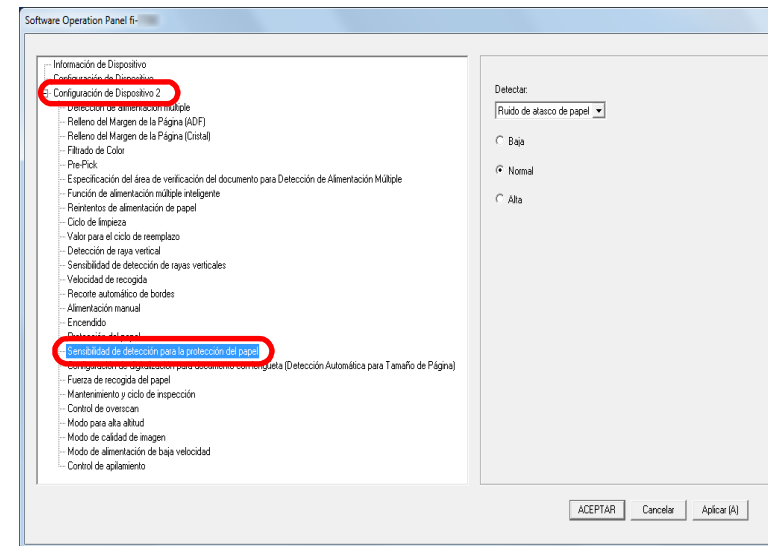 Software Operation Panel fi-
Información de Dispositivo
Configuración de Dispositivo
Configuración de Dispositivo 2
Detección de alimentación múltiple
Relleno del Margen de la Página (ADF)
Relleno del Margen de la Página (Cristal)
Filtrado de Color
Pre-Pick
Especificación del área de verificación del documento para Detección de Alimentación Múltiple
Función de alimentación múltiple inteligente
Reintentos de alimentación de papel
Ciclo de limpieza
Valor para el ciclo de reemplazo
Detección de raya vertical
Sensibilidad de detección de rayas verticales
Velocidad de recogida
Recorte automático de bordes
Alimentación manual
Encendido
Protección del papel
Sensibilidad de detección para la protección del papel
Configuración de digitalización para documento con lengueta (Detección Automática para Tamaño de Página)
Fuerza de recogida del papel
Mantenimiento y ciclo de inspección
Control de overscan
Modo para alta altitud
Modo de calidad de imagen
Modo de alimentación de baja velocidad
Control de apilamiento
Detectar:
Ruido de atasco de papel
Baja
Normal
Alta
ACEPTAR Cancelar Aplicar (A)